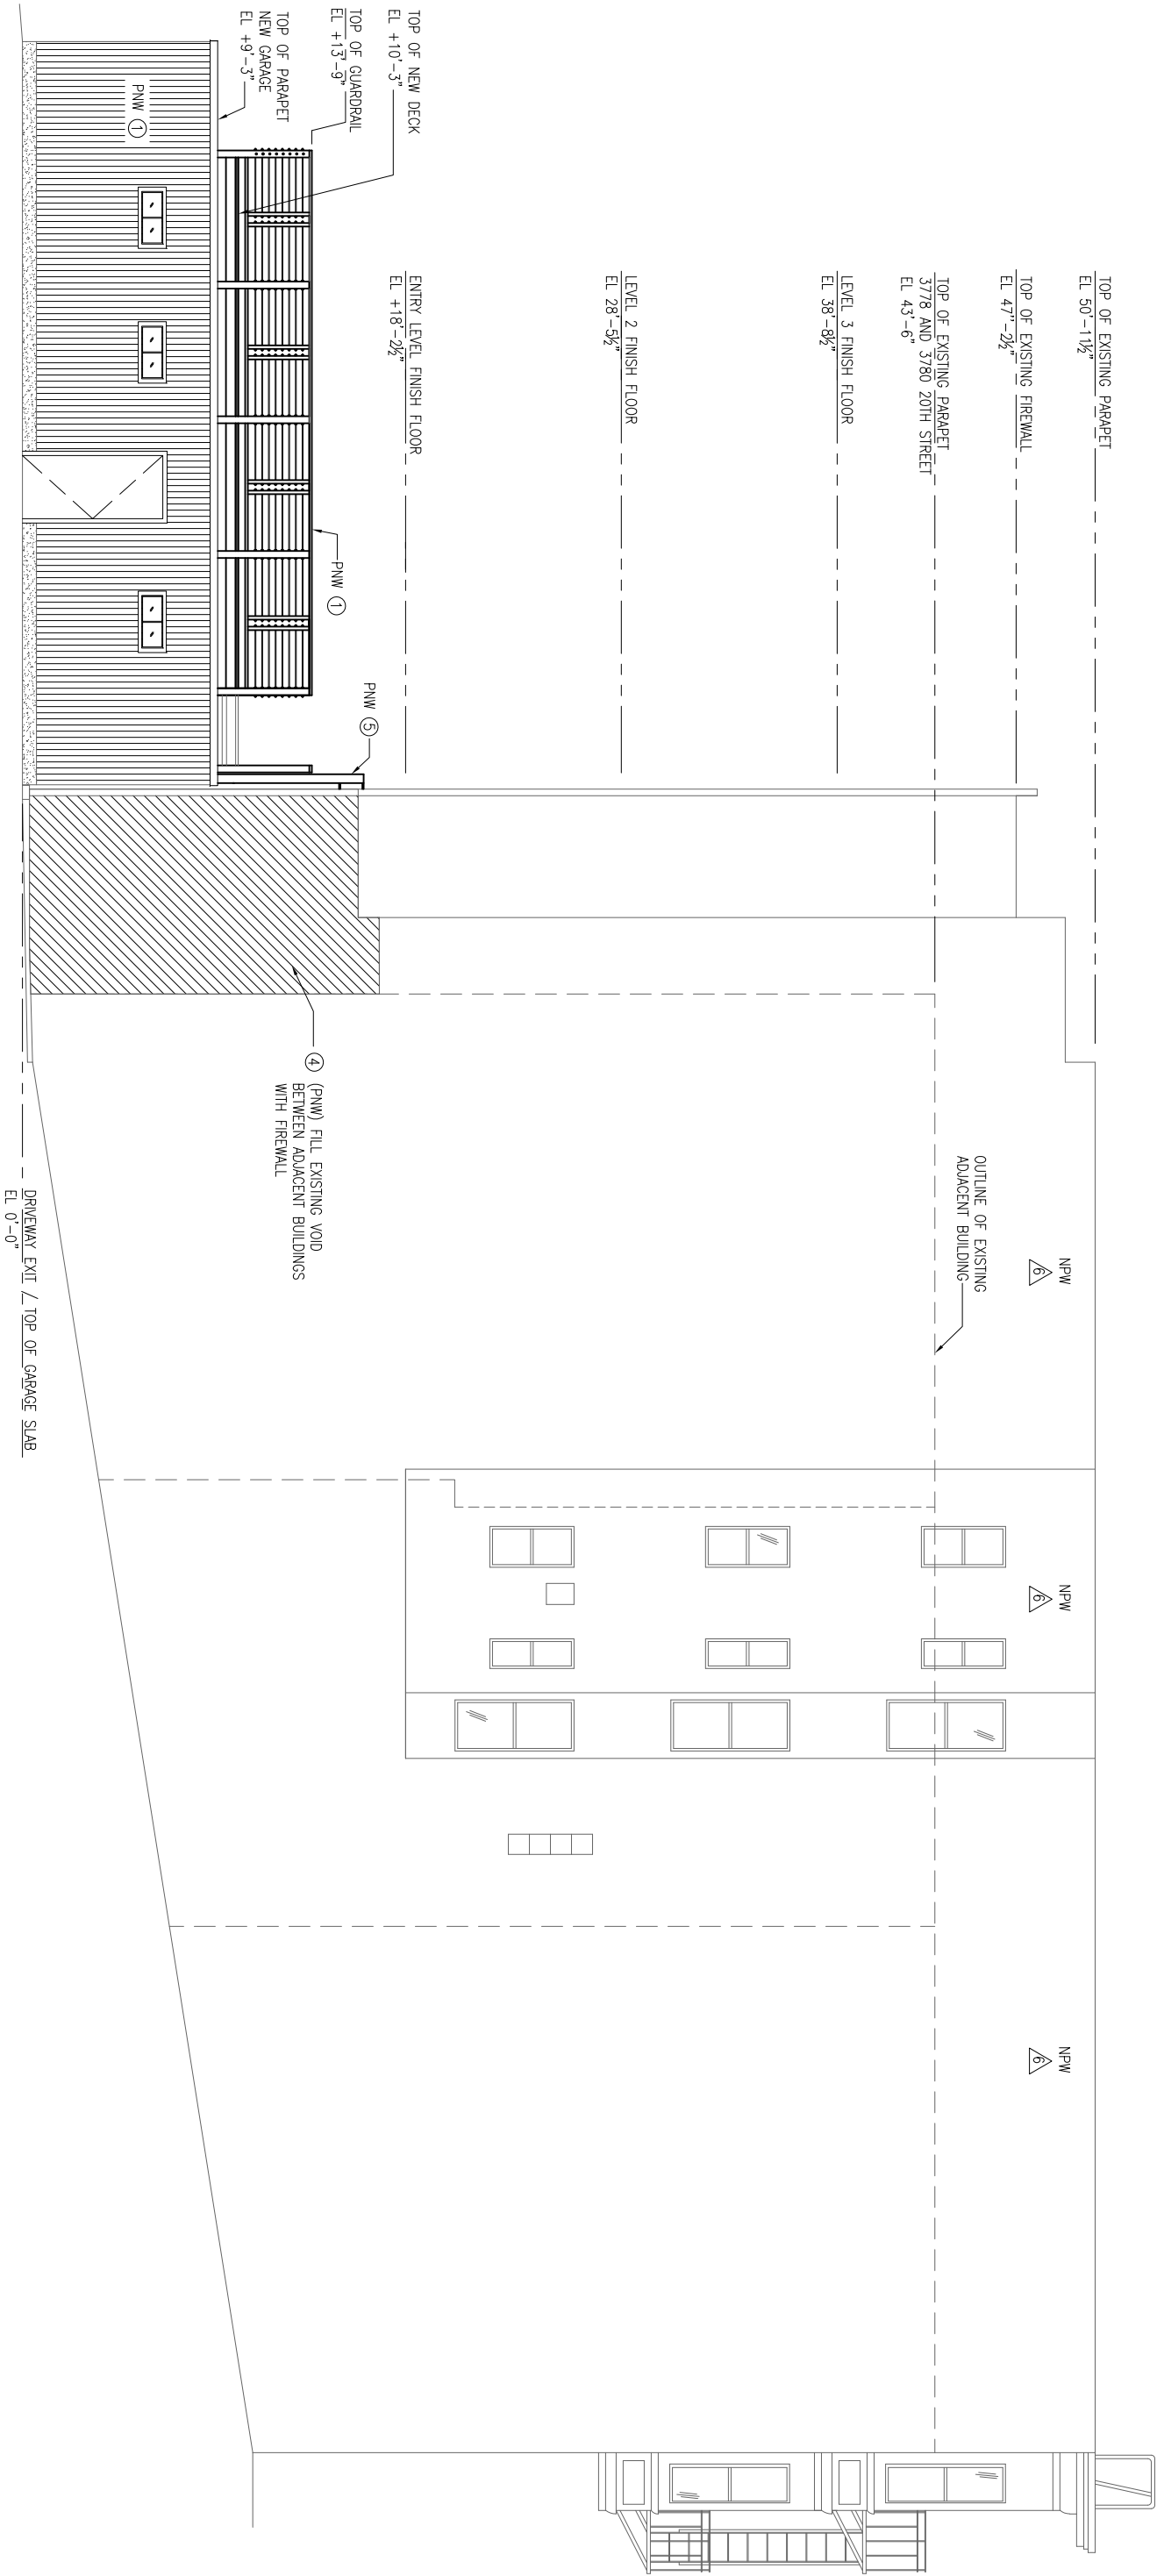 TOP OF EXISTING PARAPET
EL 50'-11½"
TOP OF EXISTING FIREWALL
EL 47"-2½"
TOP OF EXISTING PARAPET
3778 AND 3780 20TH STREET
EL 43'-6"
LEVEL 3 FINISH FLOOR
EL 38'-8½"
LEVEL 2 FINISH FLOOR
EL 28'-5½"
ENTRY LEVEL FINISH FLOOR
EL +18'-2½"
TOP OF NEW DECK
EL +10'-3"
TOP OF GUARDRAIL
EL +13'-9"
TOP OF PARAPET
NEW GARAGE
EL +9'-3"
PNW 1
PNW 1
PNW 5
4 (PNW) FILL EXISTING VOID
BETWEEN ADJACENT BUILDINGS
WITH FIREWALL
OUTLINE OF EXISTING
ADJACENT BUILDING
NPW
6
NPW
6
NPW
6
DRIVEWAY EXIT / TOP OF GARAGE SLAB
EL 0'-0"